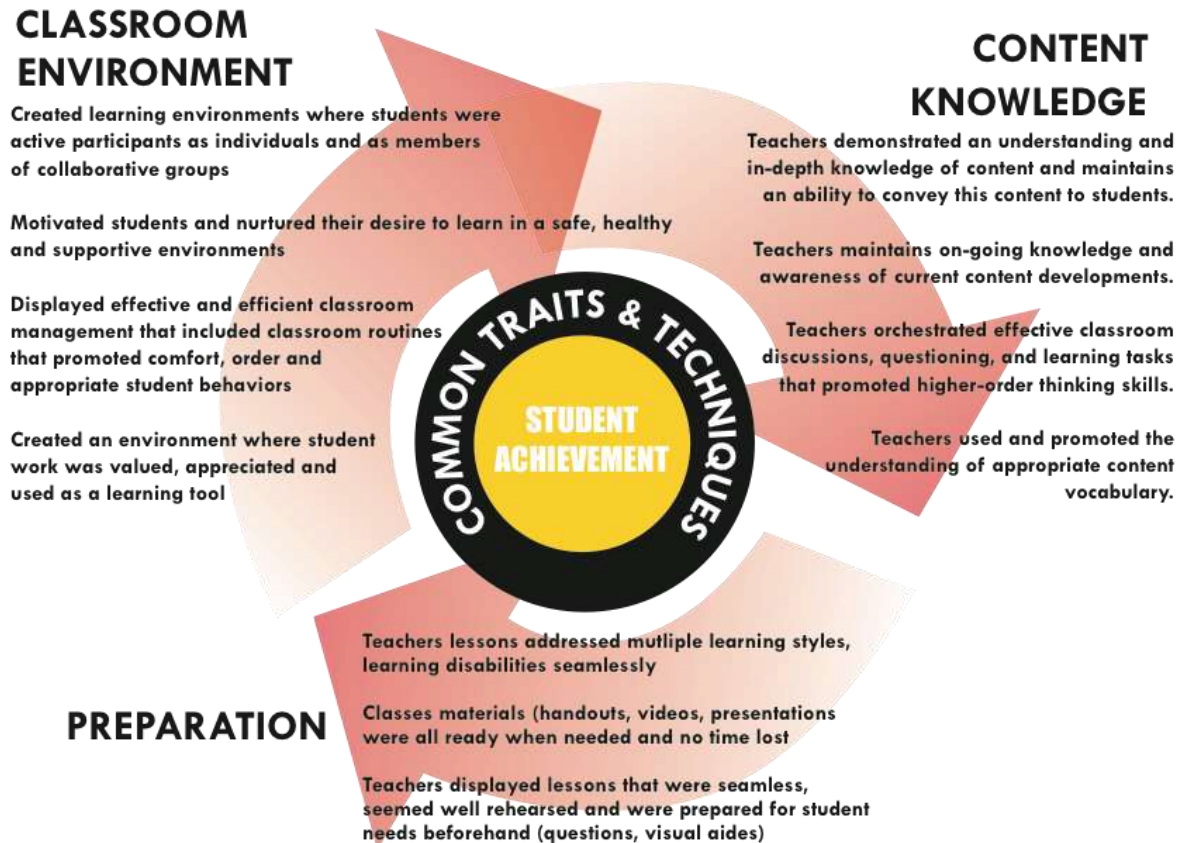 CLASSROOM
ENVIRONMENT
Created learning environments where students were
active participants as individuals and as members
of collaborative groups
Motivated students and nurtured their desire to learn in a safe, healthy
and supportive environments
Displayed effective and efficient classroom
management that included classroom routines
that promoted comfort, order and
appropriate student behaviors
Created an environment where student
work was valued, appreciated and
used as a learning tool
CONTENT
KNOWLEDGE
Teachers demonstrated an understanding and
in-depth knowledge of content and maintains
an ability to convey this content to students.
Teachers maintains on-going knowledge and
awareness of current content developments.
Teachers orchestrated effective classroom
discussions, questioning, and learning tasks
that promoted higher-order thinking skills.
Teachers used and promoted the
understanding of appropriate content
vocabulary.
COMMON TRAITS & TECHNIQUES
STUDENT
ACHIEVEMENT
PREPARATION
Teachers lessons addressed mutliple learning styles,
learning disabilities seamlessly
Classes materials (handouts, videos, presentations
were all ready when needed and no time lost
Teachers displayed lessons that were seamless,
seemed well rehearsed and were prepared for student
needs beforehand (questions, visual aides)